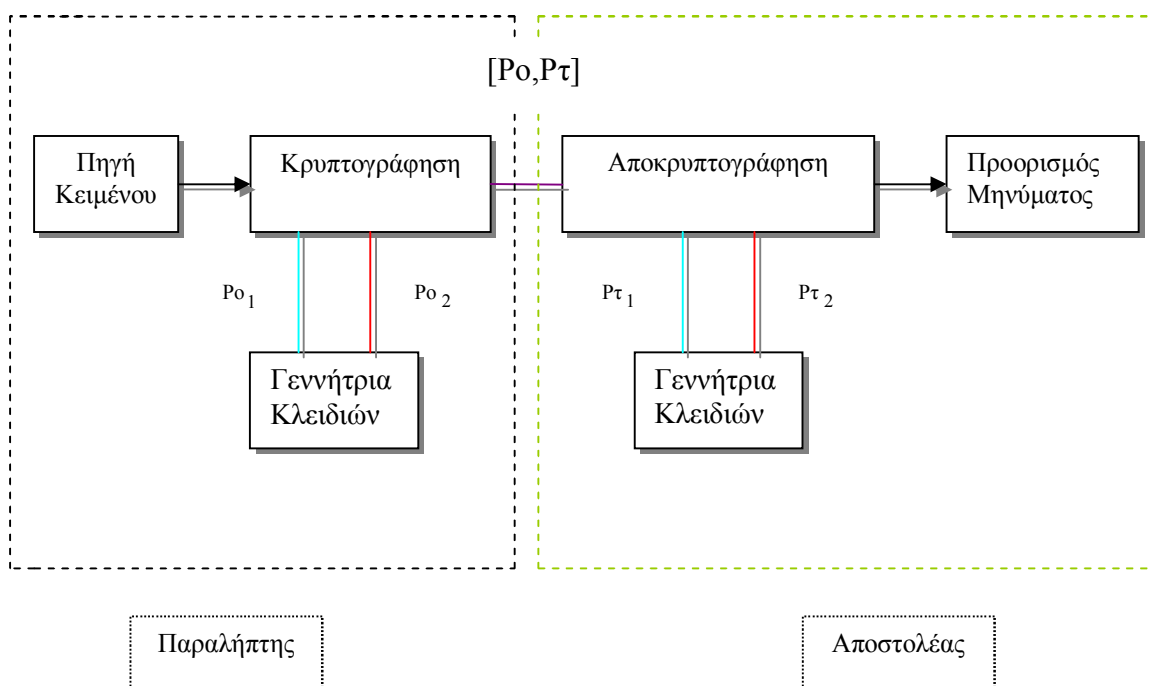 [Ρο,Ρτ]
Πηγή
Κειμένου
Κρυπτογράφηση
Αποκρυπτογράφηση
Προορισμός
Μηνύματος
Ρο 1
Ρο 2
Ρτ 1
Ρτ 2
Γεννήτρια
Κλειδιών
Γεννήτρια
Κλειδιών
Παραλήπτης
Αποστολέας